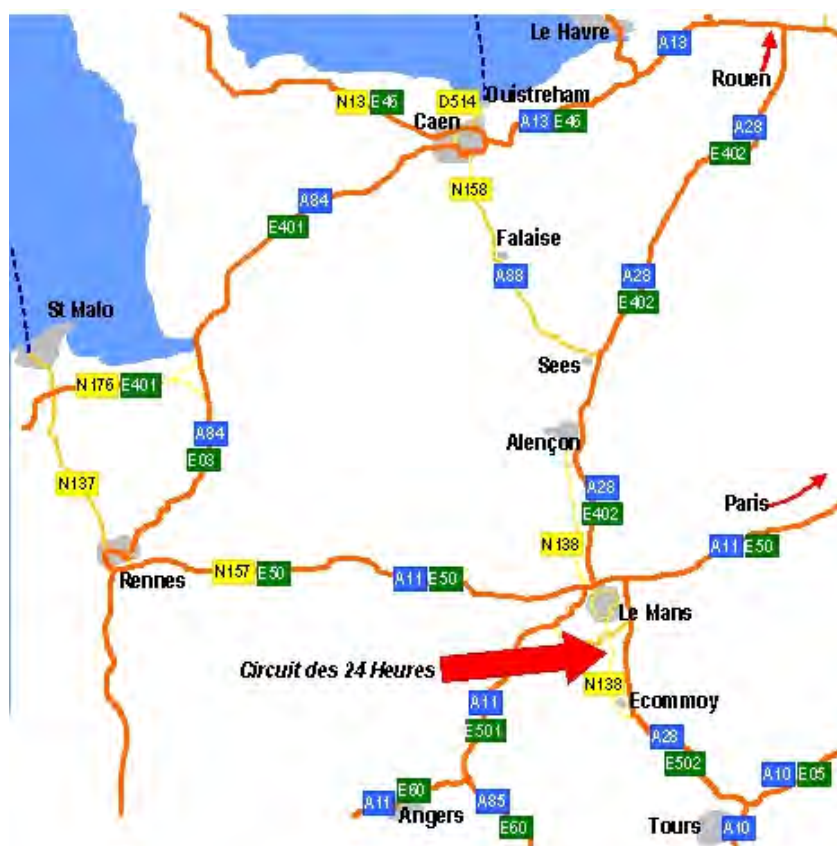 Le Havre
A13
Rouen
N13 E46
D514
Ouistreham
Caen
A13 E46
A28
E402
N158
A84
E401
Falaise
A88
A28
E402
St Malo
Sees
N176 E401
A84
E03
Alençon
N137
A28
E402
Paris
N138
A11 E50
Rennes
N157 E50
A11 E50
Le Mans
Circuit des 24 Heures
N138
A11
E501
Ecommoy
A28
E502
A10 E05
E60
A11
Angers
A85
E60
Tours
A10